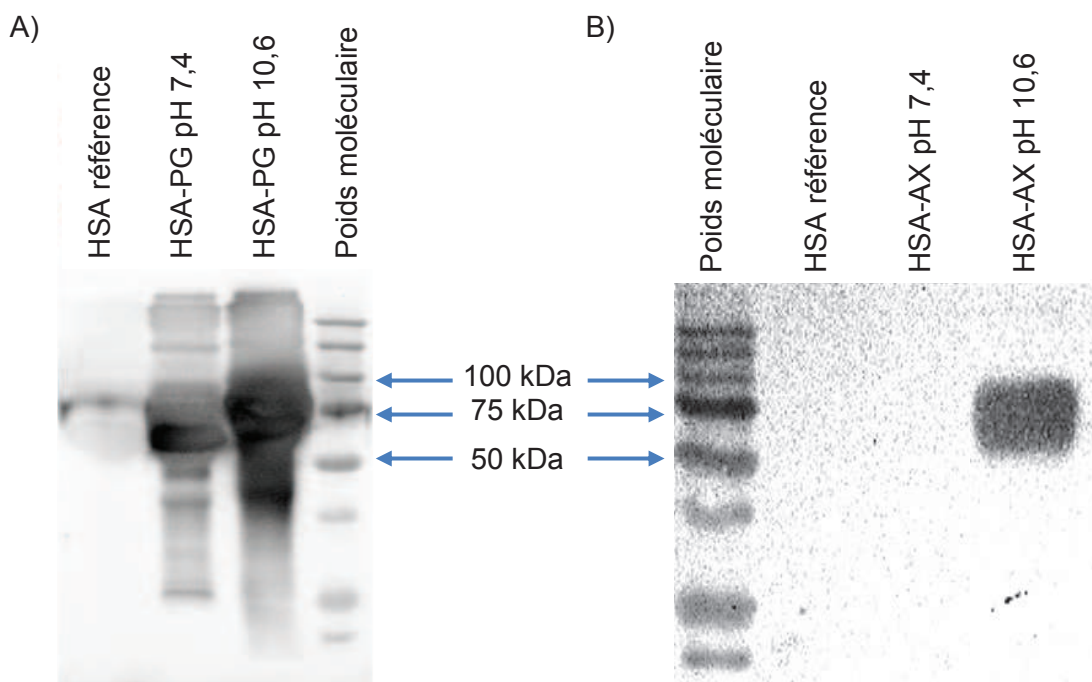 A)
HSA référence
HSA-PG pH 7,4
HSA-PG pH 10,6
Poids moléculaire
B)
Poids moléculaire
HSA référence
HSA-AX pH 7,4
HSA-AX pH 10,6
100 kDa
75 kDa
50 kDa